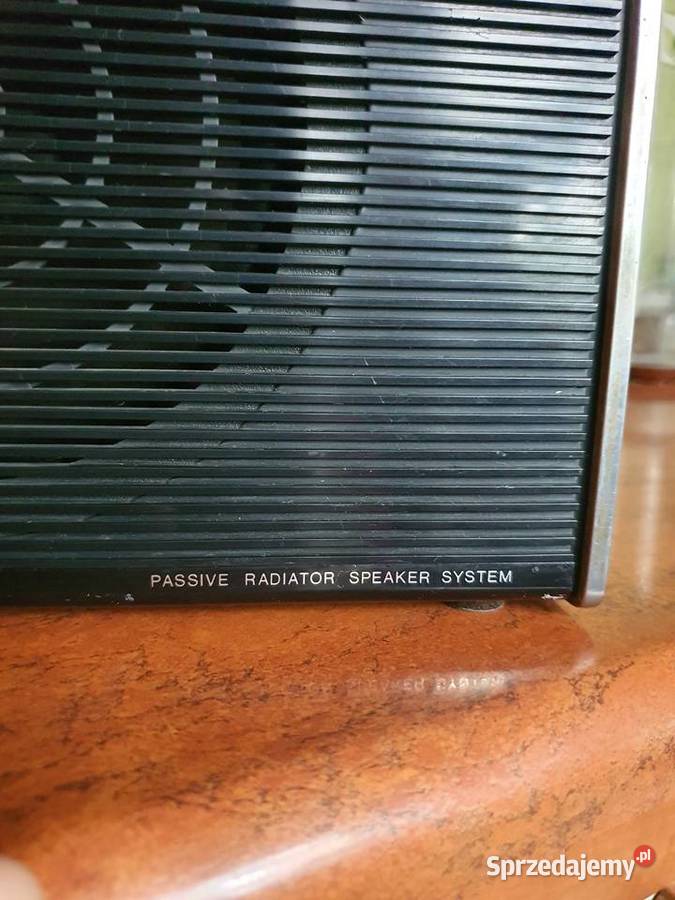 PASSIVE RADIATOR SPEAKER SYSTEM
Sprzedajemy.pl